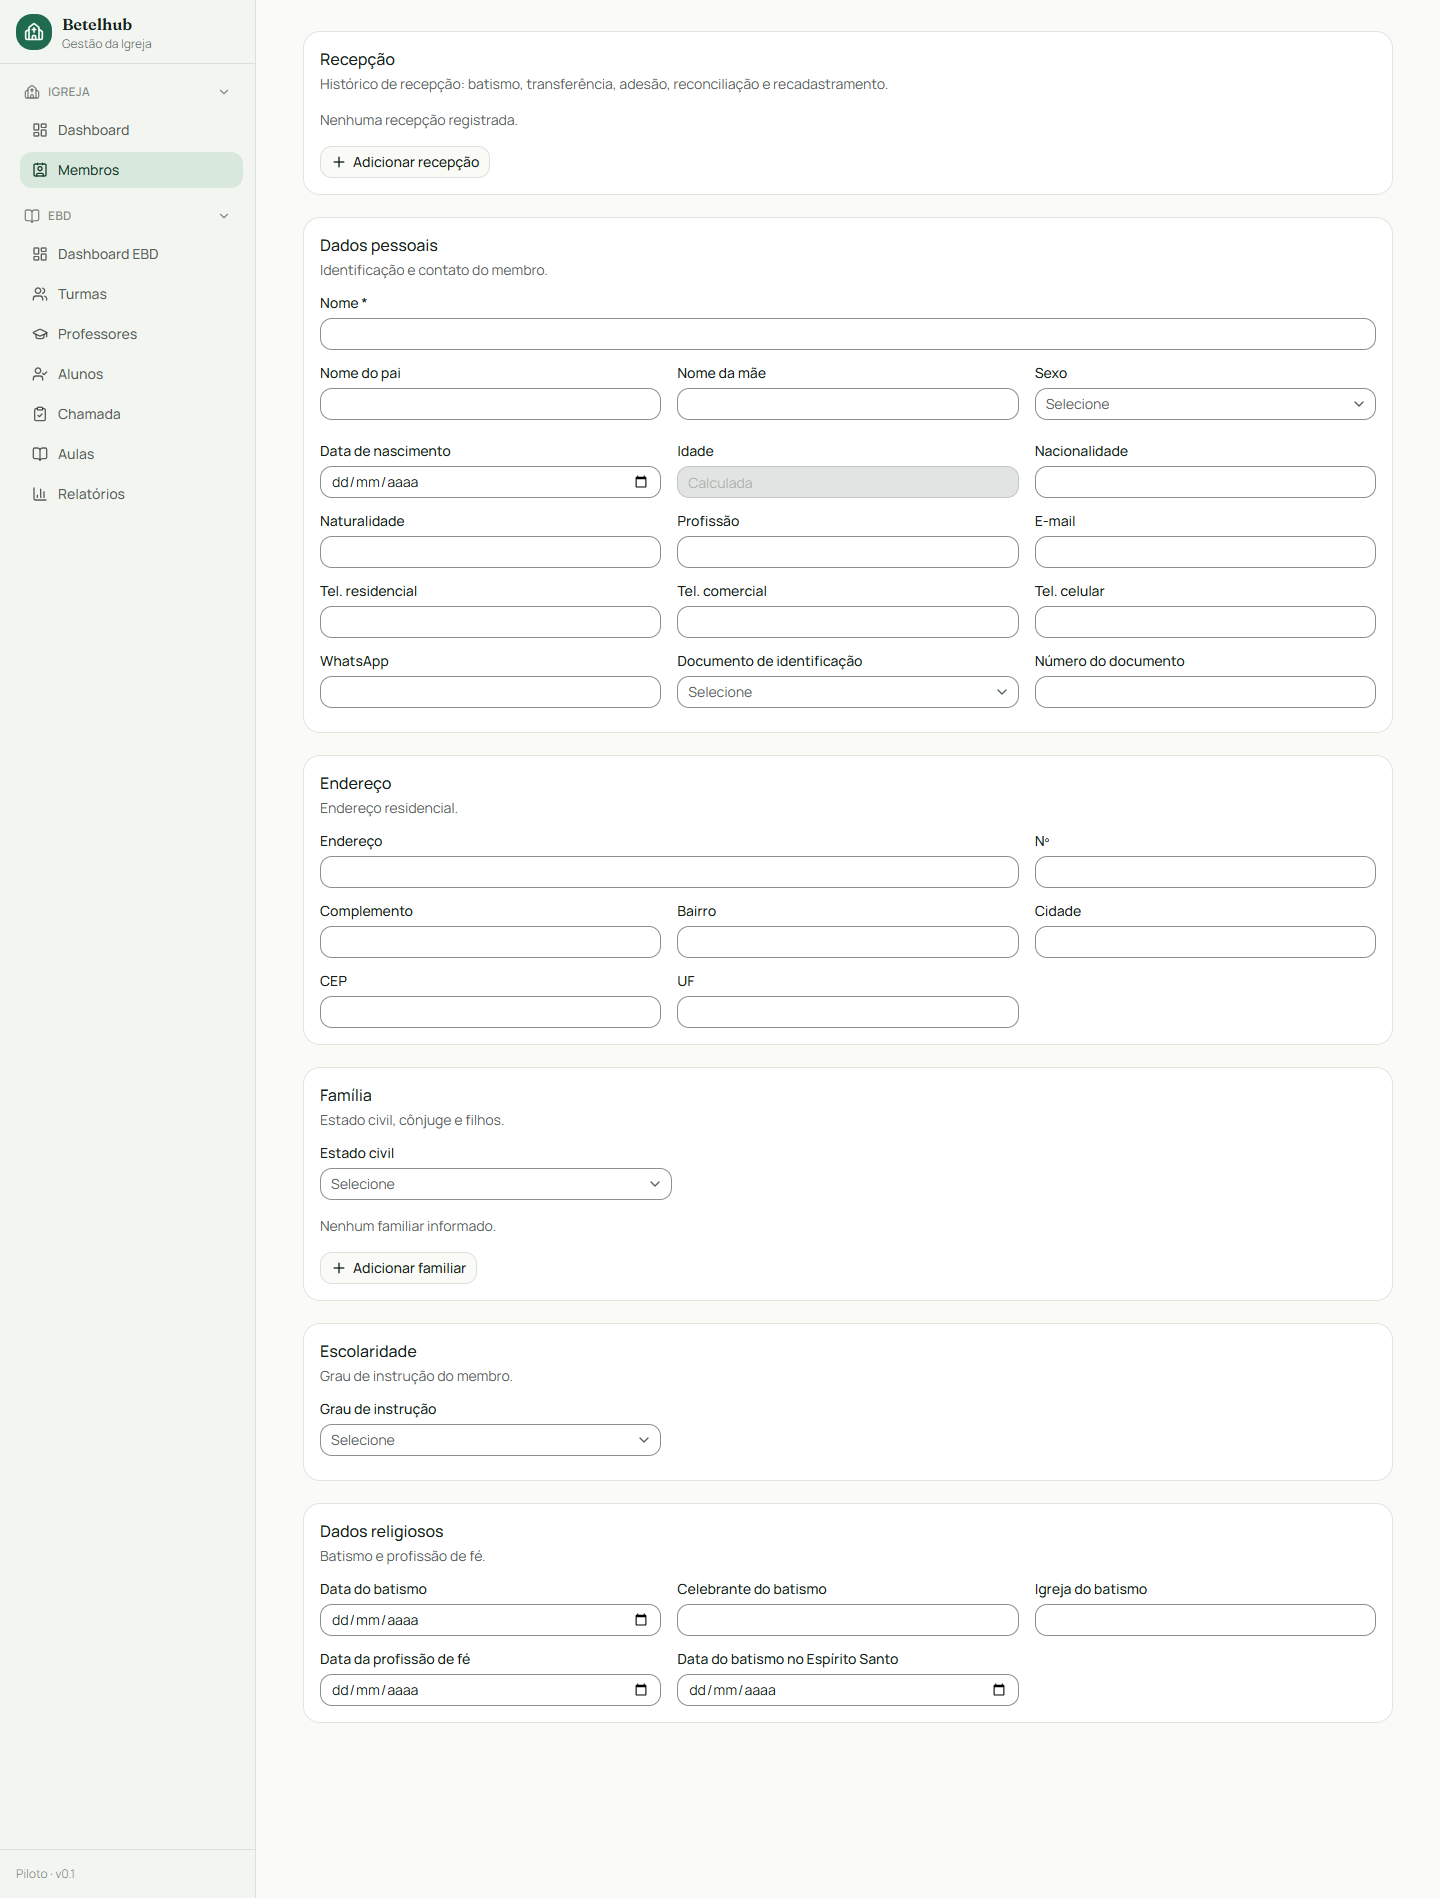 Betelhub
Gestão da Igreja
IGREJA
Dashboard
Membros
EBD
Dashboard EBD
Turmas
Professores
Alunos
Chamada
Aulas
Relatórios
Piloto · v0.1
Recepção
Histórico de recepção: batismo, transferência, adesão, reconciliação e recadastramento.
Nenhuma recepção registrada.
Adicionar recepção
Dados pessoais
Identificação e contato do membro.
Nome *
Nome do pai Nome da mãe Sexo
Selecione
Data de nascimento Idade Nacionalidade
dd/mm/aaaa Calculada
Naturalidade Profissão E-mail
Tel. residencial Tel. comercial Tel. celular
WhatsApp Documento de identificação Número do documento
Selecione
Endereço
Endereço residencial.
Endereço Nº
Complemento Bairro Cidade
CEP UF
Família
Estado civil, cônjuge e filhos.
Estado civil
Selecione
Nenhum familiar informado.
Adicionar familiar
Escolaridade
Grau de instrução do membro.
Grau de instrução
Selecione
Dados religiosos
Batismo e profissão de fé.
Data do batismo Celebrante do batismo Igreja do batismo
dd/mm/aaaa
Data da profissão de fé Data do batismo no Espírito Santo
dd/mm/aaaa dd/mm/aaaa